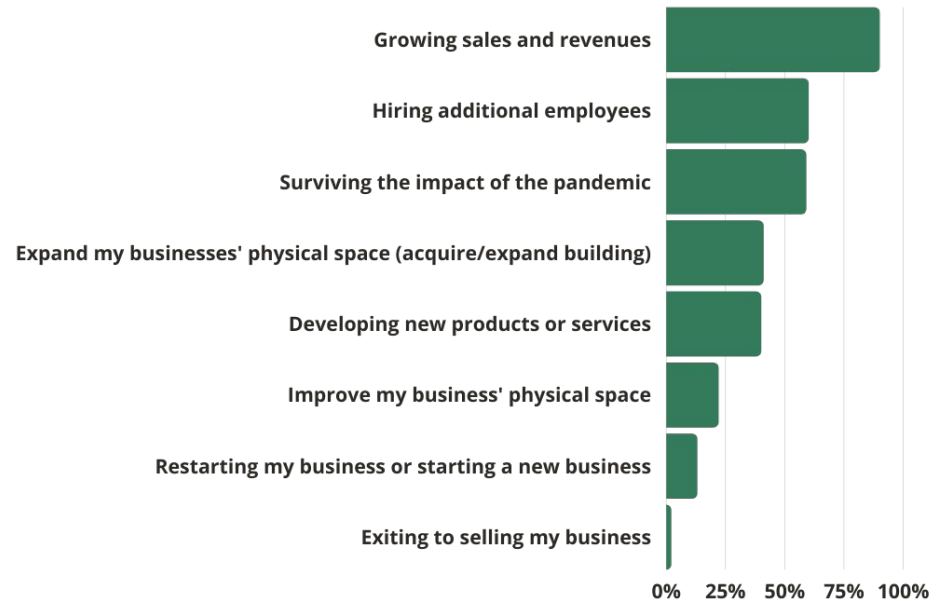 Growing sales and revenues
Hiring additional employees
Surviving the impact of the pandemic
Expand my businesses' physical space (acquire/expand building)
Developing new products or services
Improve my business' physical space
Restarting my business or starting a new business
Exiting to selling my business
0% 25% 50% 75% 100%